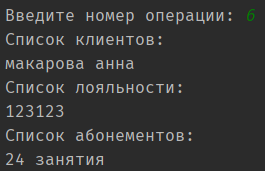 Введите номер операции: 6
Список клиентов:
макарова анна
Список лояльности:
123123
Список абонементов:
24 занятия